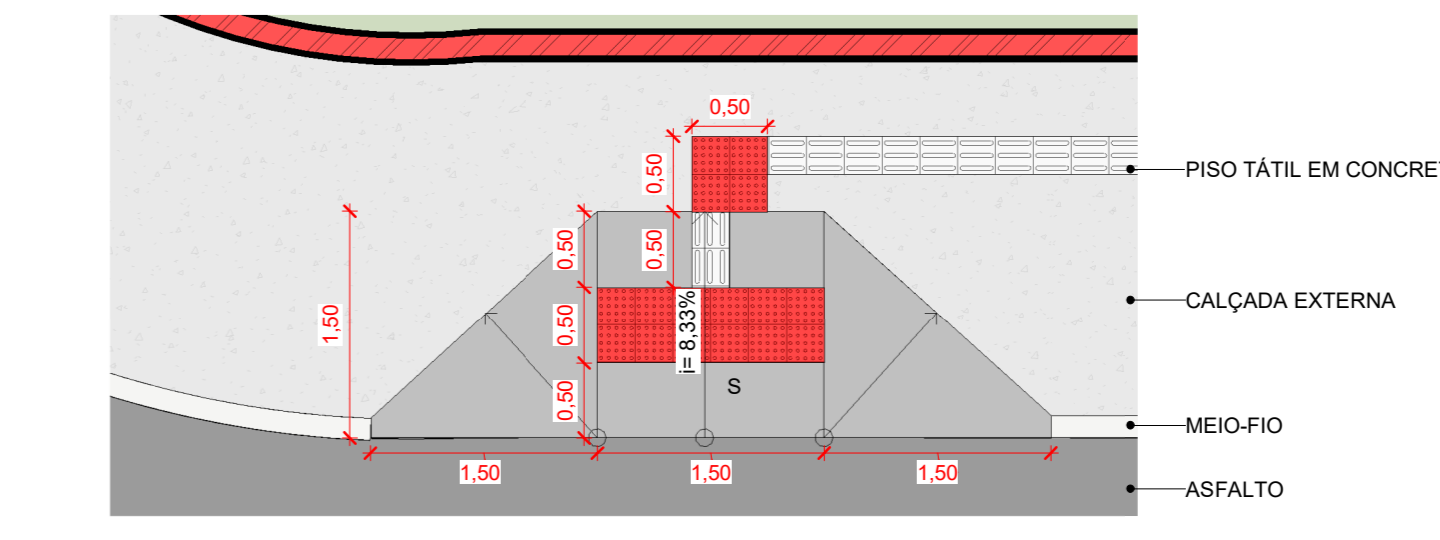 0,50
0,50
PISO TÁTIL EM CONCRET
0,50
0,50
1,50
CALÇADA EXTERNA
0,50
i= 8,33%
0,50
S
MEIO-FIO
1,50
1,50
1,50
ASFALTO